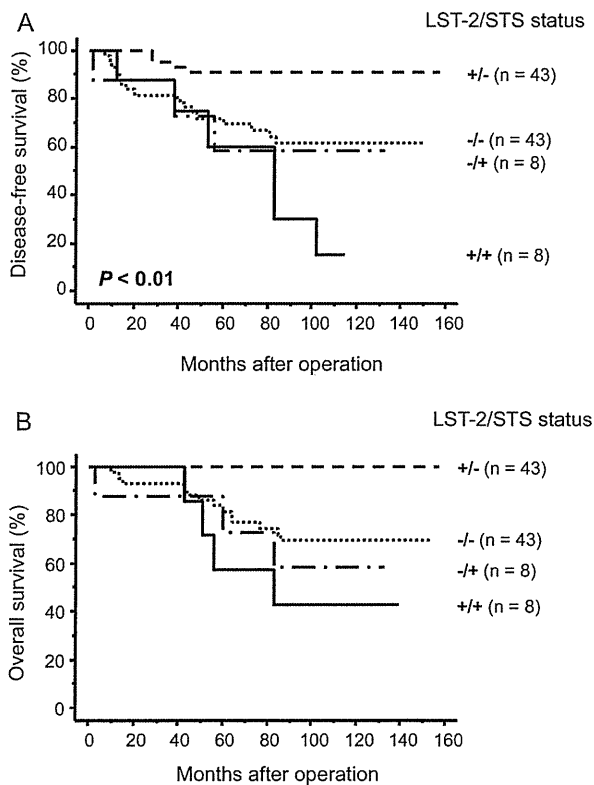 A
LST-2/STS status
Disease-free survival (%)
100
80
60
40
20
0
+/- (n = 43)
-/- (n = 43)
-/+ (n = 8)
+/+ (n = 8)
P < 0.01
0 20 40 60 80 100 120 140 160
Months after operation
B
LST-2/STS status
Overall survival (%)
100
80
60
40
20
0
+/- (n = 43)
-/- (n = 43)
-/+ (n = 8)
+/+ (n = 8)
0 20 40 60 80 100 120 140 160
Months after operation